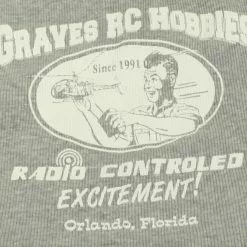 GRAVES RC HOBBIES
Since 1991
RADIO CONTROLED
EXCITEMENT!
Orlando, Florida